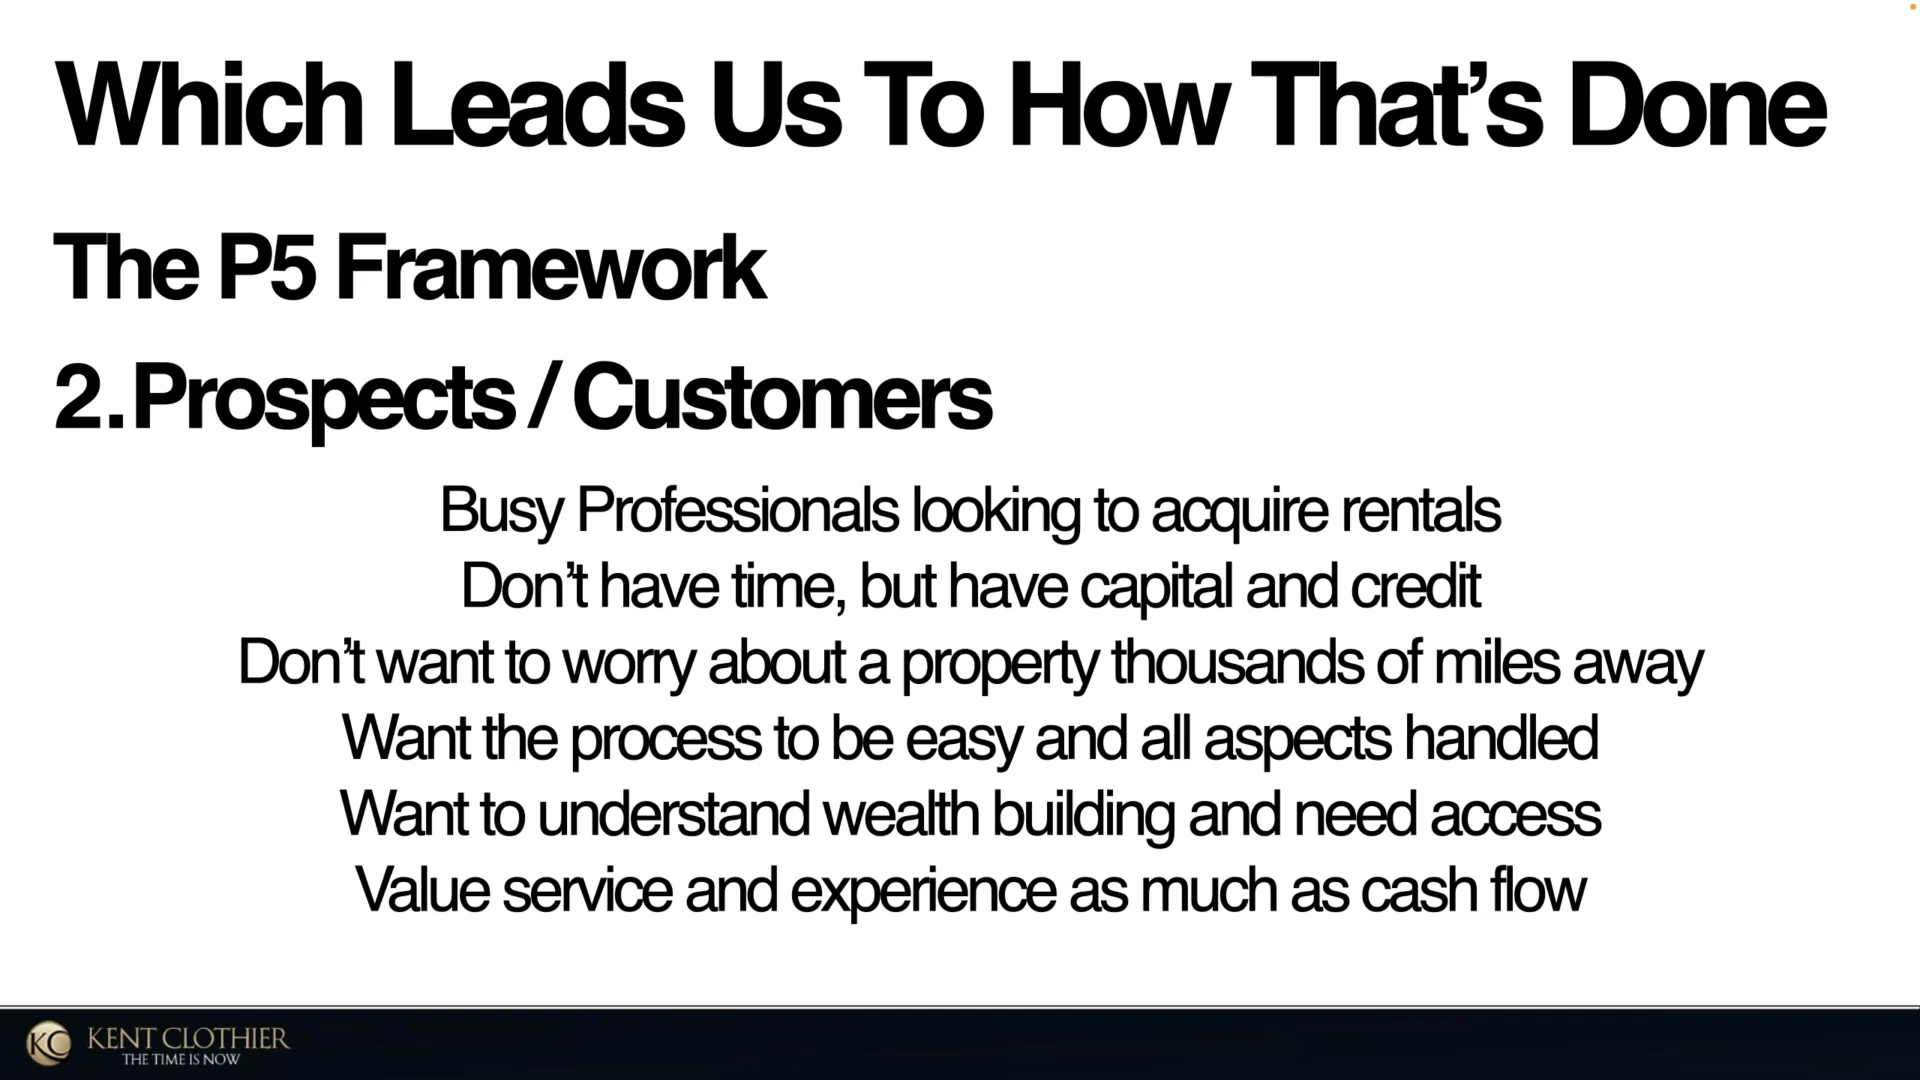 Which Leads Us To How That’s Done
The P5 Framework
2. Prospects / Customers
Busy Professionals looking to acquire rentals
Don’t have time, but have capital and credit
Don’t want to worry about a property thousands of miles away
Want the process to be easy and all aspects handled
Want to understand wealth building and need access
Value service and experience as much as cash flow
KC KENT CLOTHIER
THE TIME IS NOW